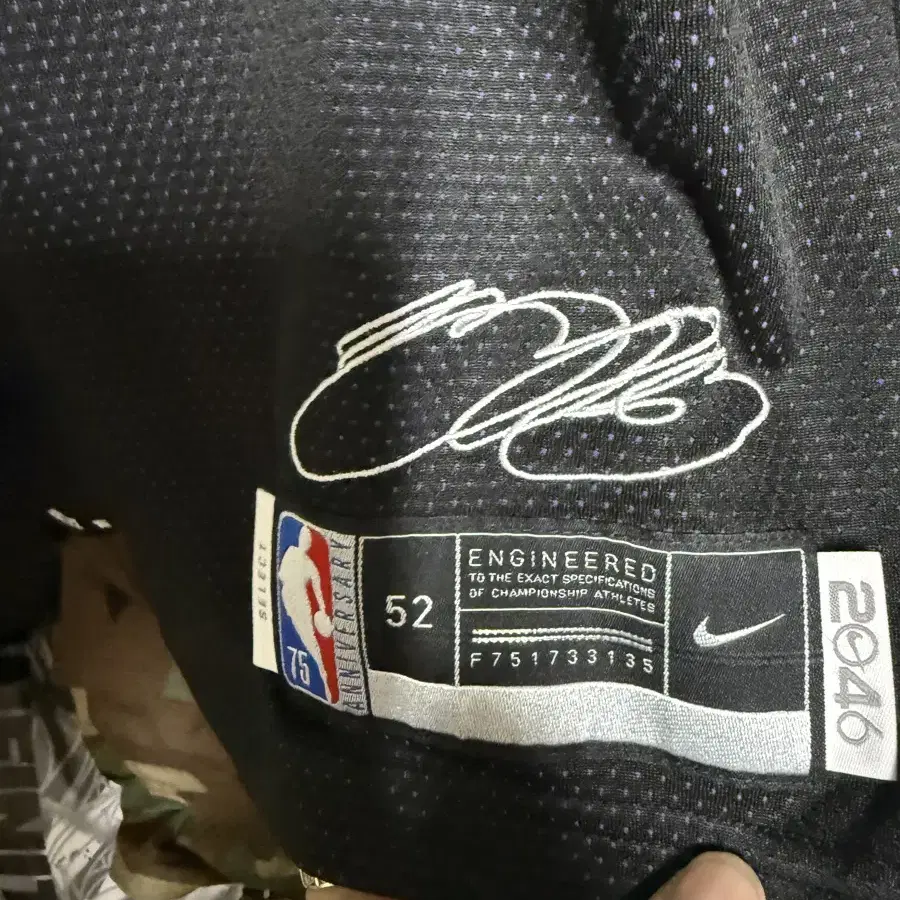 SELECT
75
ANNIVERSARY
52
ENGINEERED
TO THE EXACT SPECIFICATIONS
OF CHAMPIONSHIP ATHLETES
F751733135
2046